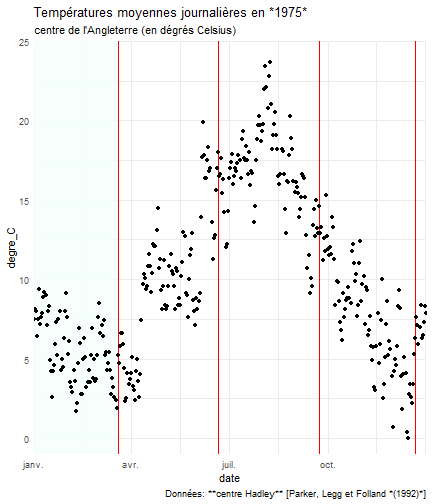 Températures moyennes journalières en *1975*
centre de l'Angleterre (en dégrés Celsius)
25
20
15
10
5
0
degre_C
janv.
avr.
juil.
oct.
date
Données: **centre Hadley** [Parker, Legg et Folland *(1992)*]